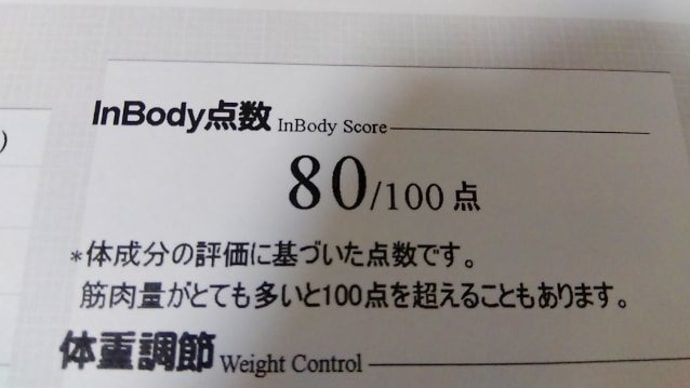 )
InBody点数 InBody Score
80/100 点
*体成分の評価に基づいた点数です。
筋肉量がとても多いと100点を超えることもあります。
体重調節 Weight Control